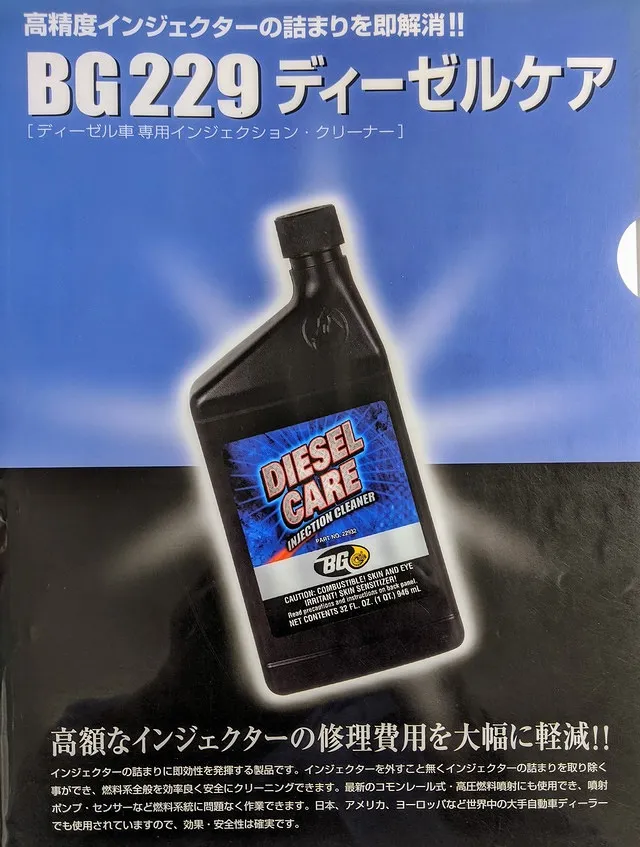 高精度インジェクターの詰まりを即解消!!
BG229 ディーゼルケア
[ディーゼル車 専用インジェクション・クリーナー]
DIESEL
CARE
INJECTION CLEANER
PART NO. 22932
BG
CAUTION: COMBUSTIBLE! SKIN AND EYE
IRRITANT! SKIN SENSITIZER!
Read precautions and instructions on back panel.
NET CONTENTS 32 FL. OZ. (1 QT) 946 mL
高額なインジェクターの修理費用を大幅に軽減!!
インジェクターの詰まりに即効性を発揮する製品です。インジェクターを外すこと無くインジェクターの詰まりを取り除く
事ができ、燃料系全般を効率良く安全にクリーニングできます。最新のコモンレール式・高圧燃料噴射にも使用でき、噴射
ポンプ・センサーなど燃料系統に問題なく作業できます。日本、アメリカ、ヨーロッパなど世界中の大手自動車ディーラー
でも使用されていますので、効果・安全性は確実です。